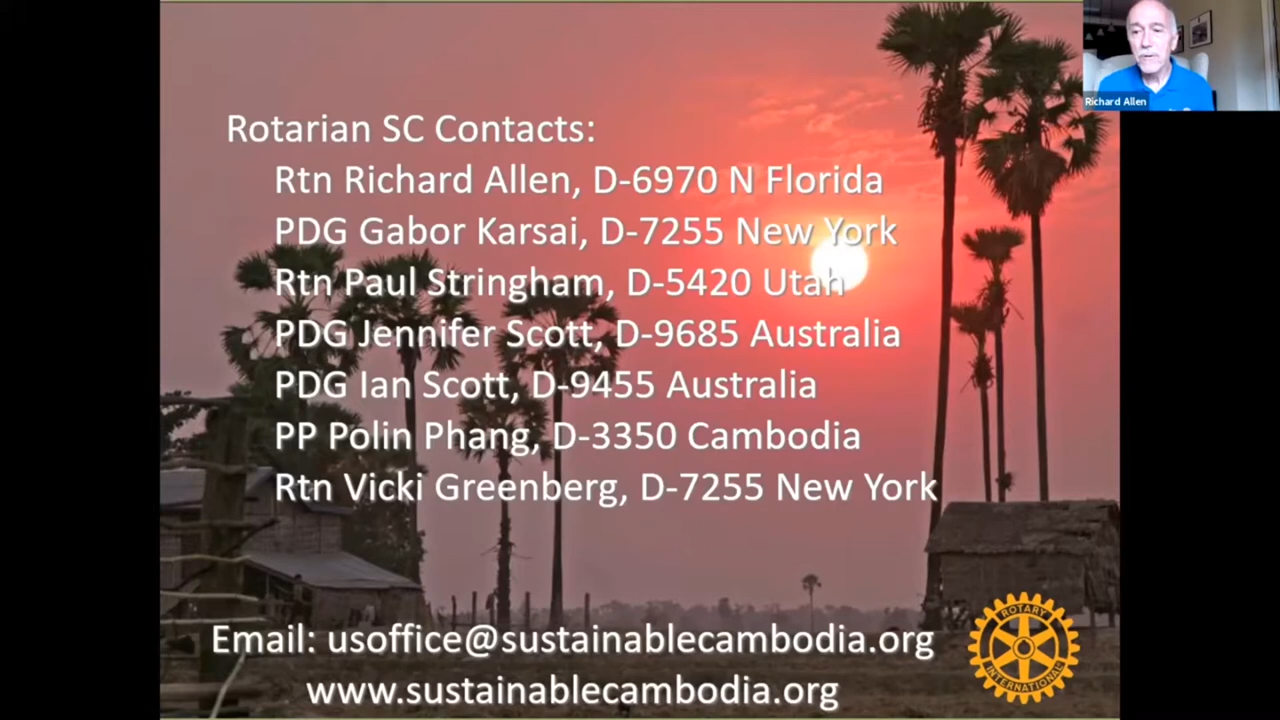 Richard Allen
Rotarian SC Contacts:
Rtn Richard Allen, D-6970 N Florida
PDG Gabor Karsai, D-7255 New York
Rtn Paul Stringham, D-5420 Utah
PDG Jennifer Scott, D-9685 Australia
PDG Ian Scott, D-9455 Australia
PP Polin Phang, D-3350 Cambodia
Rtn Vicki Greenberg, D-7255 New York
Email: usoffice@sustainablecambodia.org
www.sustainablecambodia.org
ROTARY
INTERNATIONAL